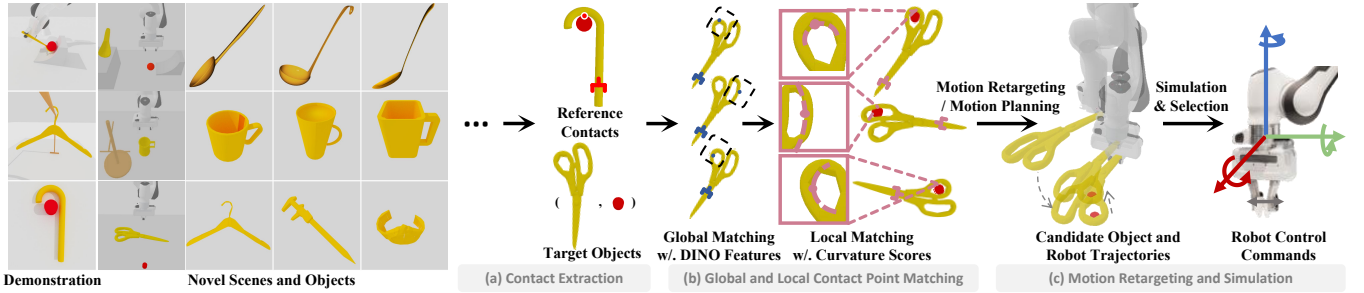 Demonstration
Novel Scenes and Objects
...
Reference
Contacts
( , )
Target Objects
(a) Contact Extraction
Global Matching
w/. DINO Features
Local Matching
w/. Curvature Scores
(b) Global and Local Contact Point Matching
Motion Retargeting
/ Motion Planning
Simulation
& Selection
Candidate Object and
Robot Trajectories
Robot Control
Commands
(c) Motion Retargeting and Simulation